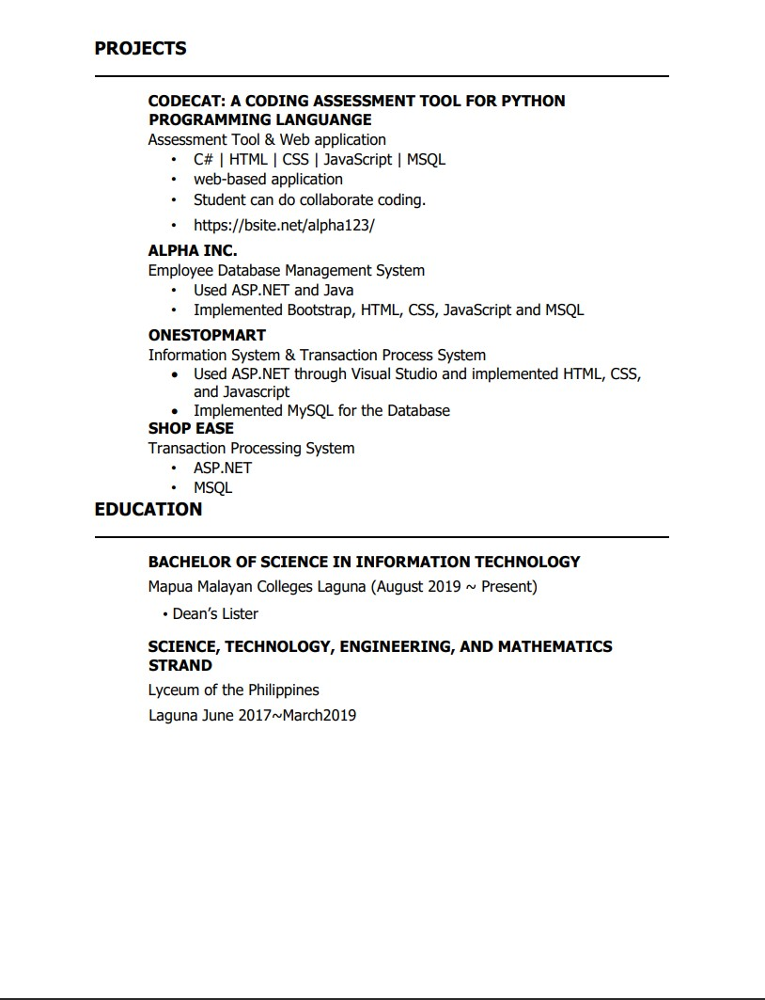 PROJECTS
CODECAT: A CODING ASSESSMENT TOOL FOR PYTHON
PROGRAMMING LANGUANGE
Assessment Tool & Web application
• C# | HTML | CSS | JavaScript | MSQL
• web-based application
• Student can do collaborate coding.
• https://bsite.net/alpha123/
ALPHA INC.
Employee Database Management System
• Used ASP.NET and Java
• Implemented Bootstrap, HTML, CSS, JavaScript and MSQL
ONESTOPMART
Information System & Transaction Process System
• Used ASP.NET through Visual Studio and implemented HTML, CSS,
and Javascript
• Implemented MySQL for the Database
SHOP EASE
Transaction Processing System
• ASP.NET
• MSQL
EDUCATION
BACHELOR OF SCIENCE IN INFORMATION TECHNOLOGY
Mapua Malayan Colleges Laguna (August 2019 ~ Present)
• Dean’s Lister
SCIENCE, TECHNOLOGY, ENGINEERING, AND MATHEMATICS
STRAND
Lyceum of the Philippines
Laguna June 2017~March2019